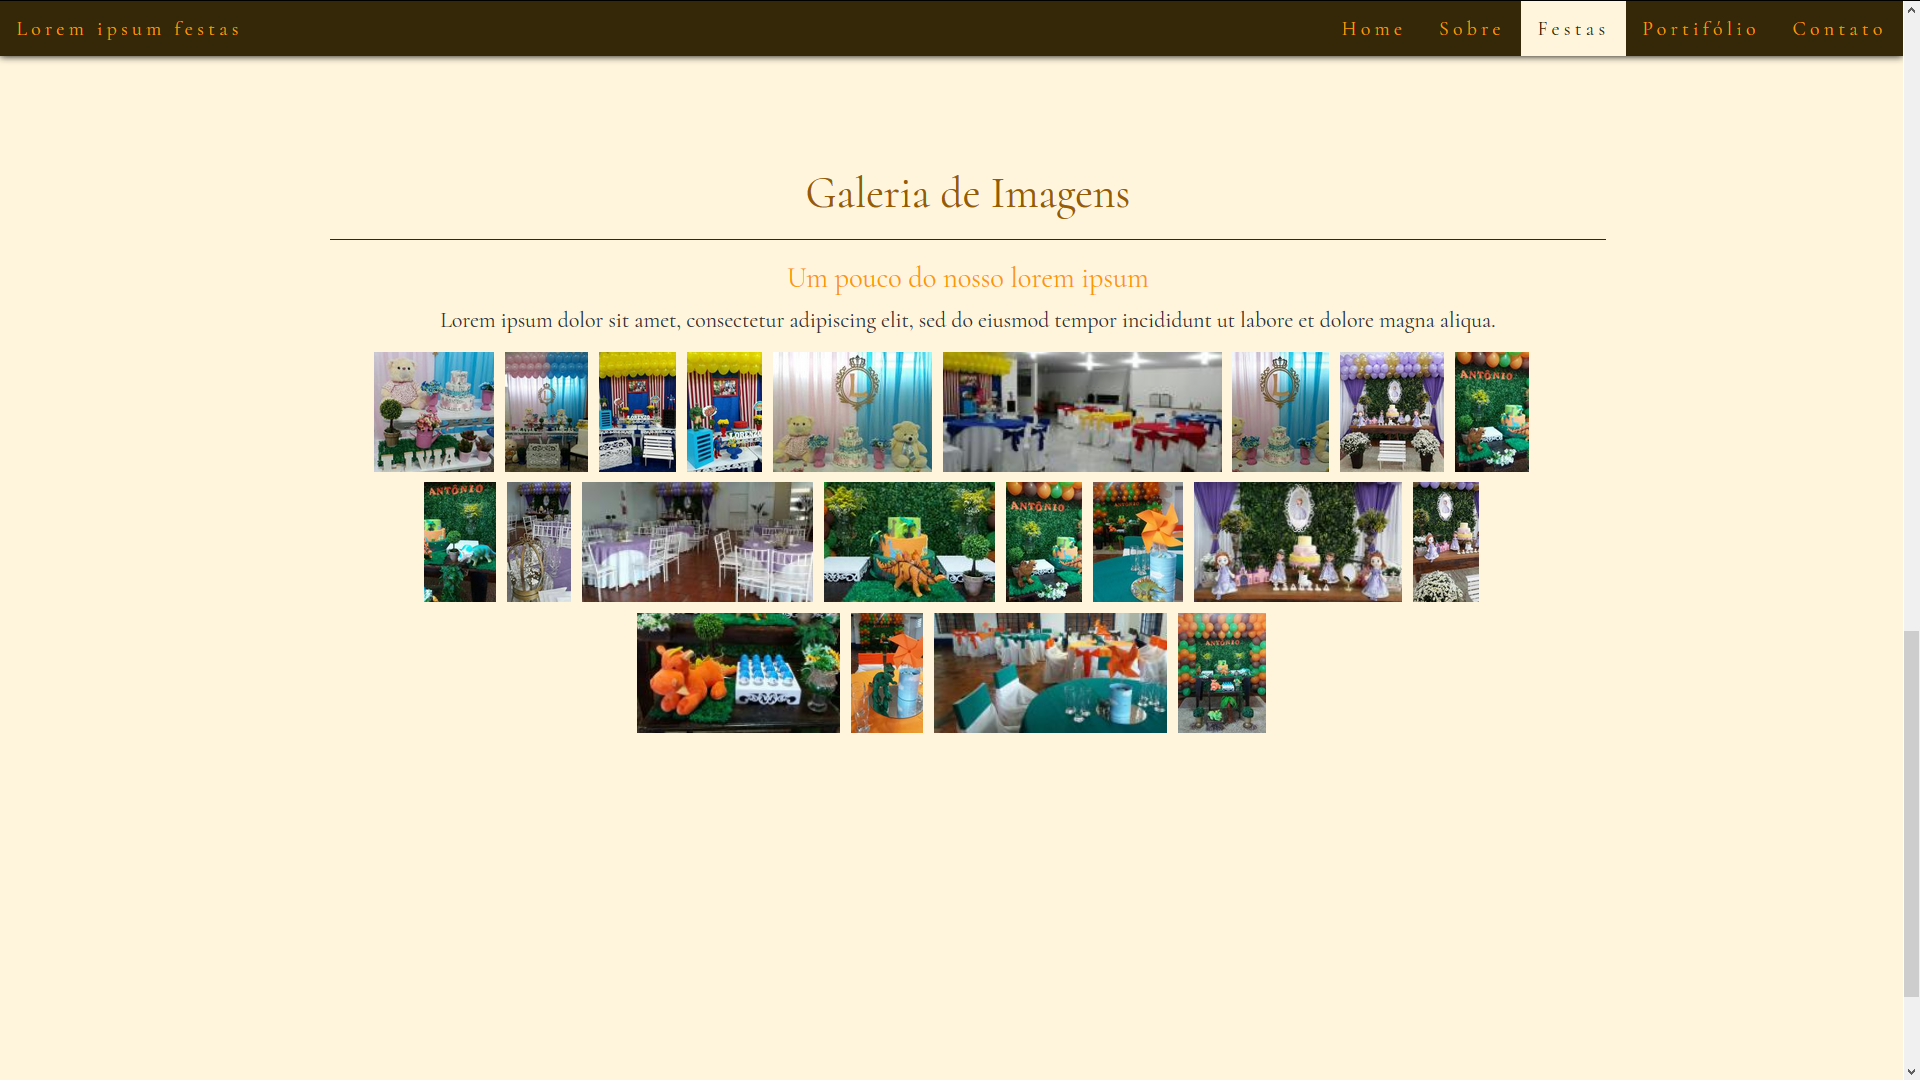 Lorem ipsum festas
Home Sobre Festas Portifólio Contato
Galeria de Imagens
Um pouco do nosso lorem ipsum
Lorem ipsum dolor sit amet, consectetur adipiscing elit, sed do eiusmod tempor incididunt ut labore et dolore magna aliqua.
LIVIA
L
L
ANTÔNIO
ANTÔNIO
ANTÔNIO
ANTÔNIO